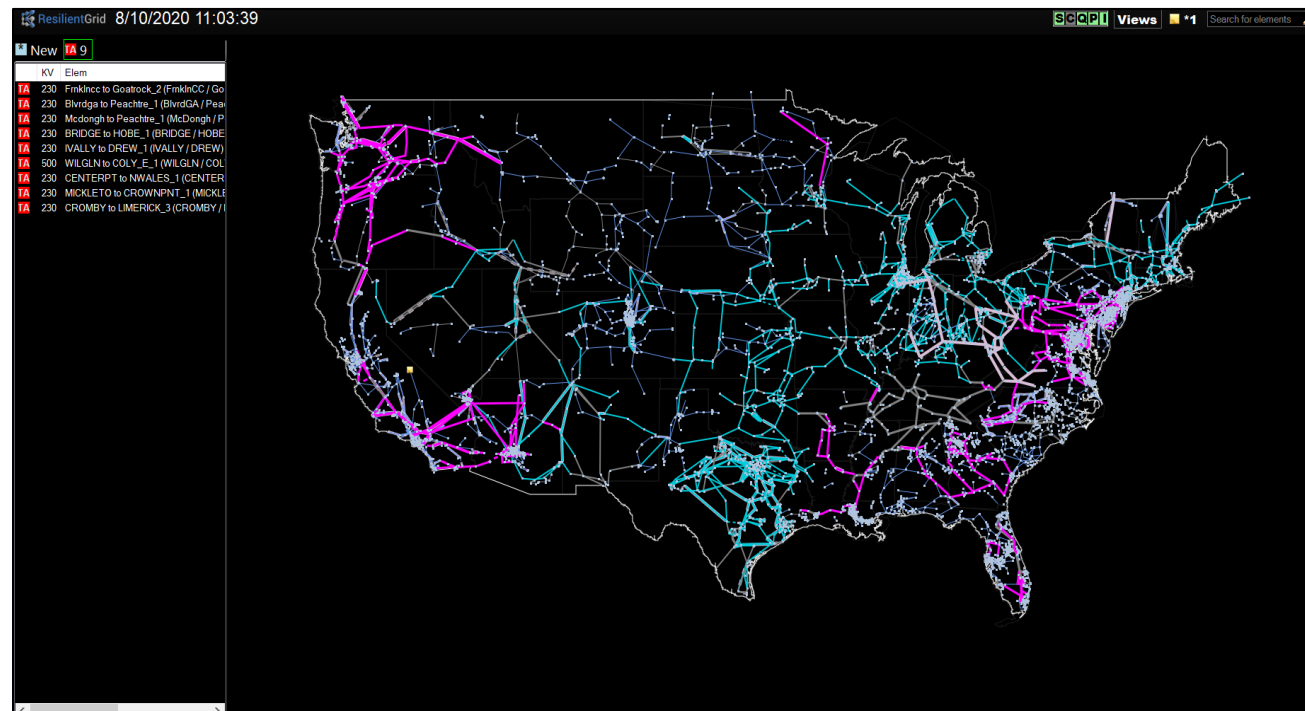 ResilientGrid 8/10/2020 11:03:39 SCQPI Views *1 Search for elements
* New TA 9
KV Elem
TA 230 Frnklncc to Goatrock_2 (FrnklnCC / Go
TA 230 Blvrdga to Peachtre_1 (BlvrdGA / Pea
TA 230 Mcdongh to Peachtre_1 (McDongh / P
TA 230 BRIDGE to HOBE_1 (BRIDGE / HOBE
TA 230 IVALLY to DREW_1 (IVALLY / DREW)
TA 500 WILGLN to COLY_E_1 (WILGLN / COL
TA 230 CENTERPT to NWALES_1 (CENTER
TA 230 MICKLETO to CROWNPNT_1 (MICKLE
TA 230 CROMBY to LIMERICK_3 (CROMBY /